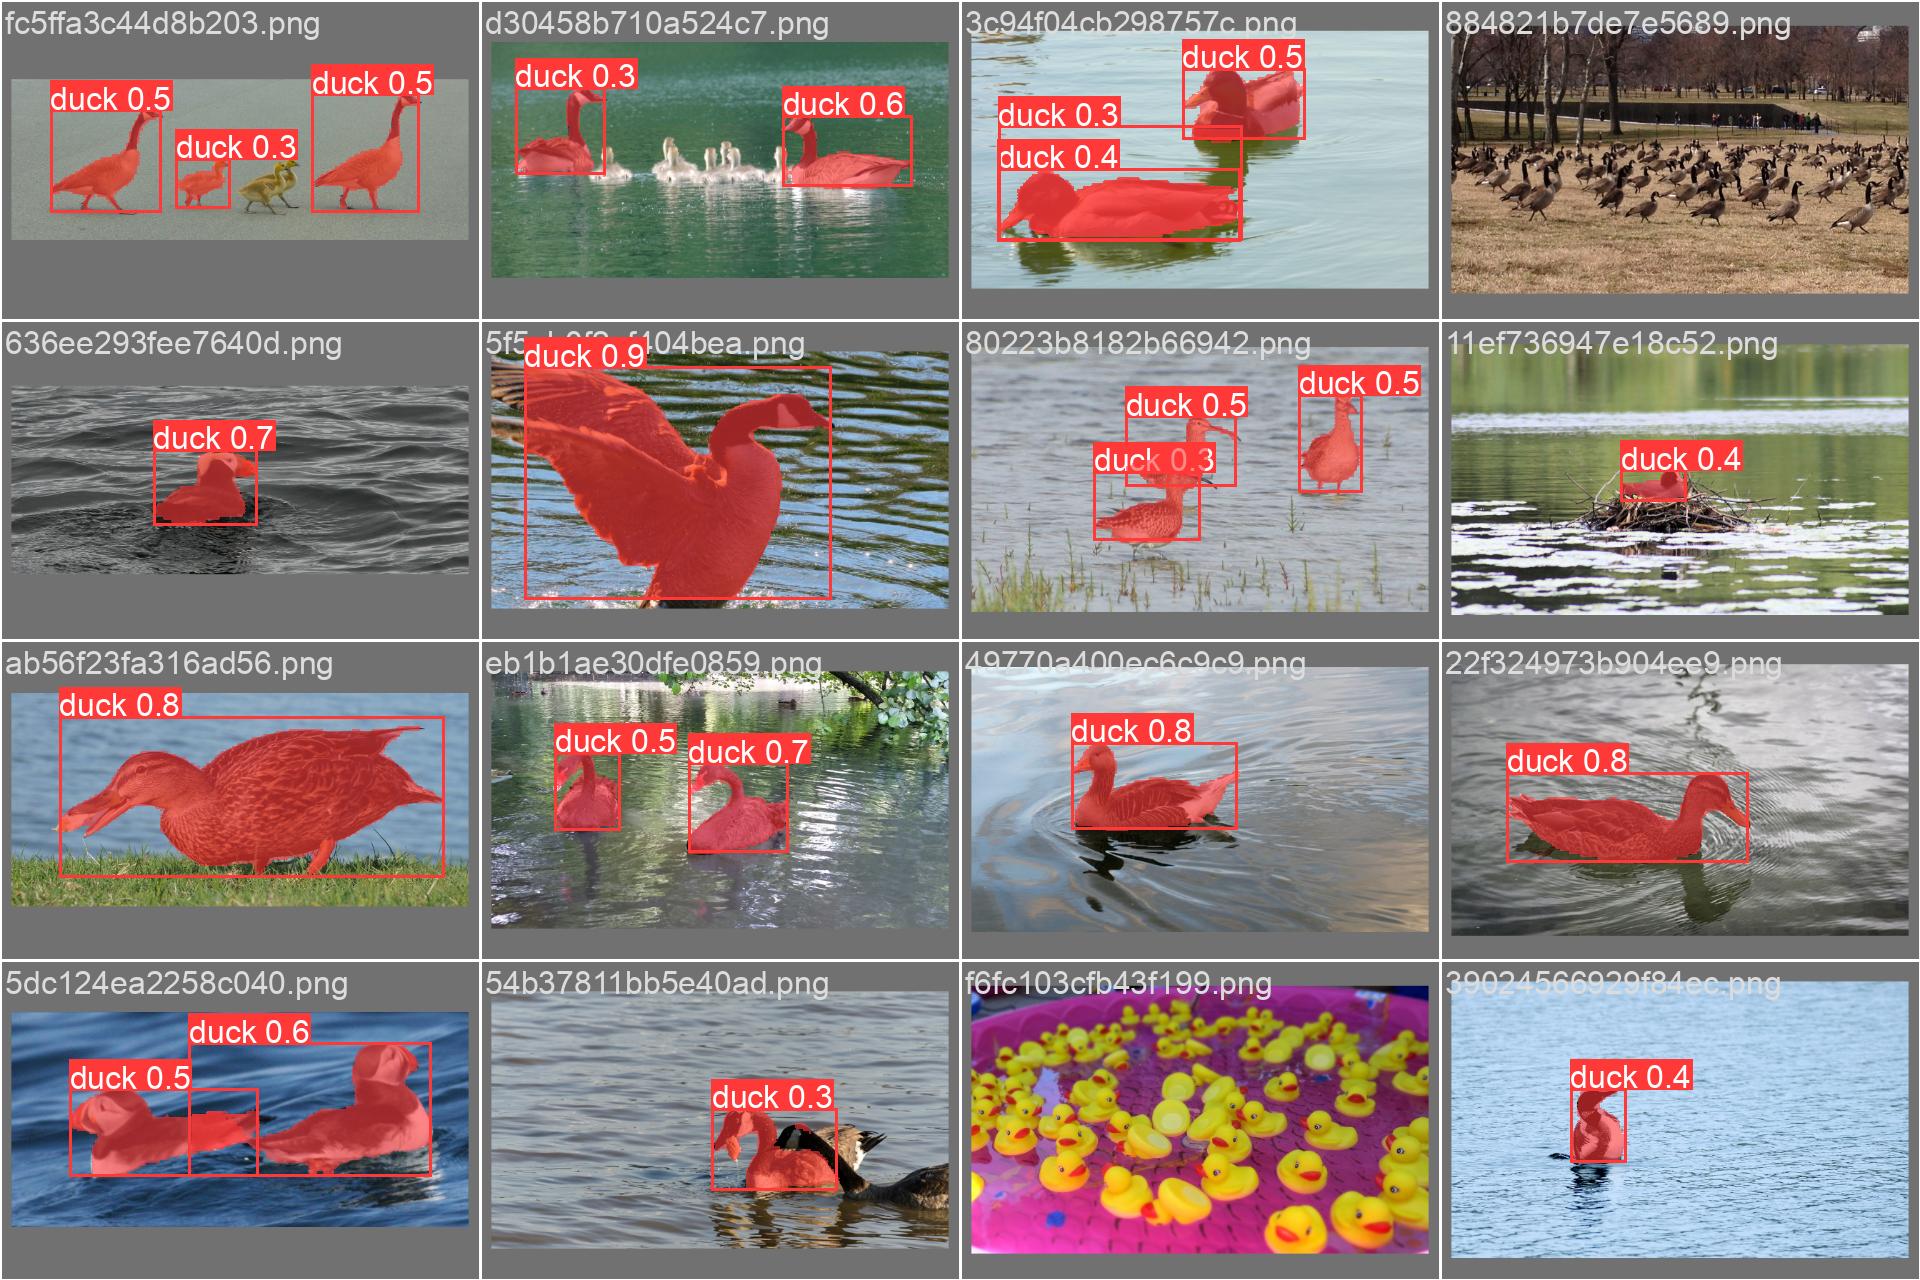 fc5ffa3c44d8b203.png
duck 0.5
duck 0.3
duck 0.5
d30458b710a524c7.png
duck 0.3
duck 0.6
3c94f04cb298757c.png
duck 0.5
duck 0.3
duck 0.4
884821b7de7e5689.png
636ee293fee7640d.png
duck 0.7
404bea.png
duck 0.9
80223b8182b66942.png
duck 0.5
duck 0.3
duck 0.5
11ef736947e18c52.png
duck 0.4
ab56f23fa316ad56.png
duck 0.8
eb1b1ae30dfe0859.png
duck 0.5
duck 0.7
49770a400ec6c9c9.png
duck 0.8
22f324973b904ee9.png
duck 0.8
5dc124ea2258c040.png
duck 0.5
duck 0.6
54b37811bb5e40ad.png
duck 0.3
f6fc103cfb43f199.png
39024566929f84ec.png
duck 0.4